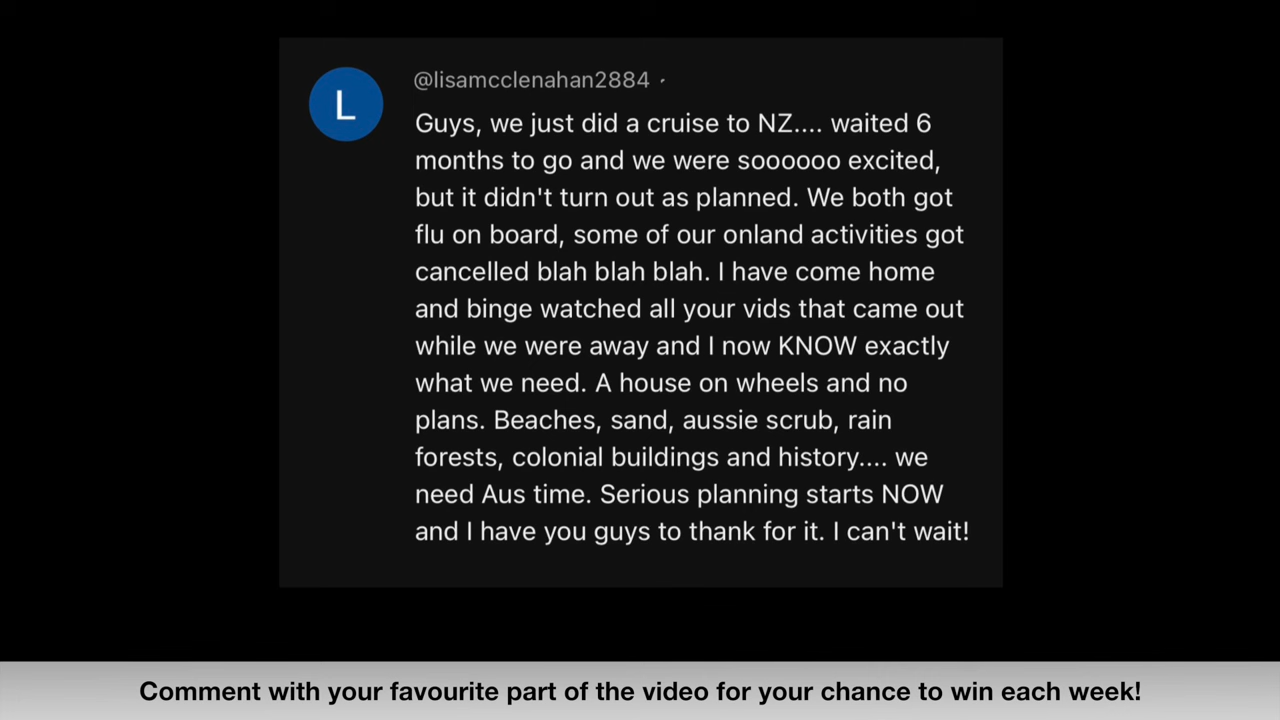 L
@lisamcclenahan2884 ·
Guys, we just did a cruise to NZ.... waited 6
months to go and we were soooooo excited,
but it didn't turn out as planned. We both got
flu on board, some of our onland activities got
cancelled blah blah blah. I have come home
and binge watched all your vids that came out
while we were away and I now KNOW exactly
what we need. A house on wheels and no
plans. Beaches, sand, aussie scrub, rain
forests, colonial buildings and history.... we
need Aus time. Serious planning starts NOW
and I have you guys to thank for it. I can't wait!
Comment with your favourite part of the video for your chance to win each week!